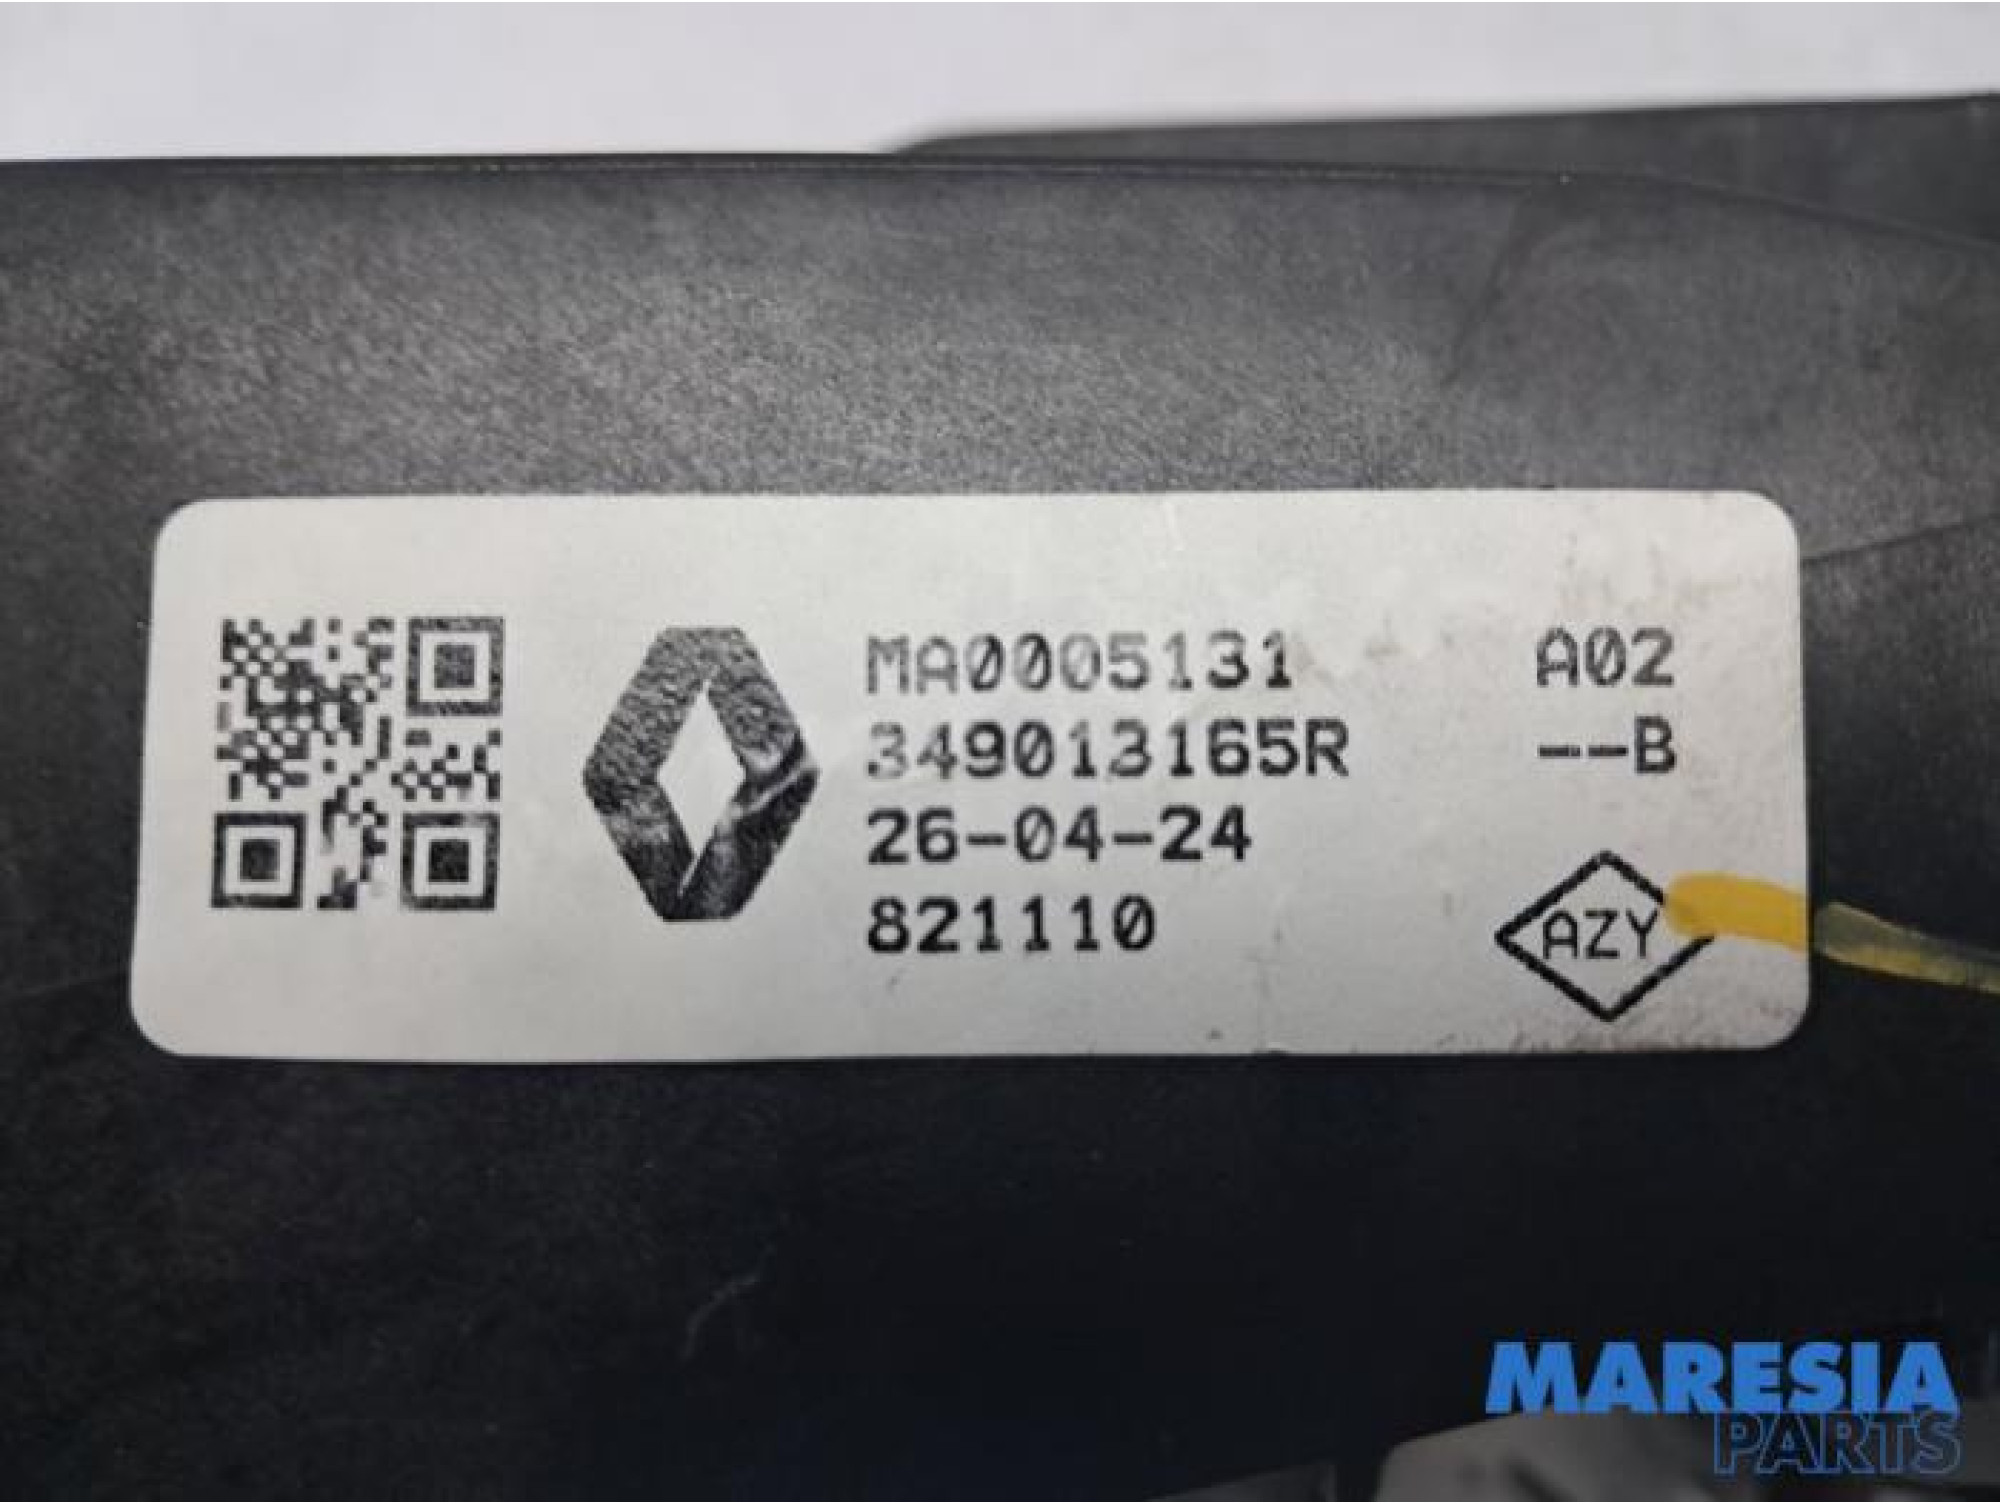 MA0005131 A02
349013165R --B
26-04-24
821110
AZY
MARESIA
PARTS